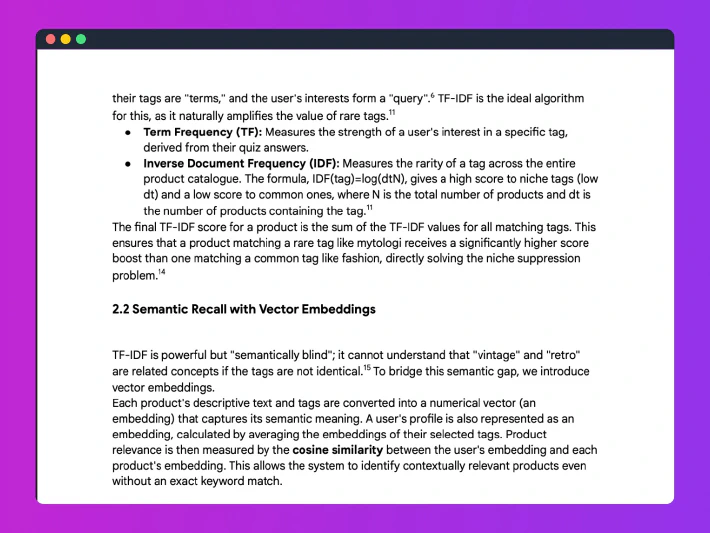 their tags are "terms," and the user's interests form a "query".⁶ TF-IDF is the ideal algorithm
for this, as it naturally amplifies the value of rare tags.¹¹
● Term Frequency (TF): Measures the strength of a user's interest in a specific tag,
derived from their quiz answers.
● Inverse Document Frequency (IDF): Measures the rarity of a tag across the entire
product catalogue. The formula, IDF(tag)=log(dtN), gives a high score to niche tags (low
dt) and a low score to common ones, where N is the total number of products and dt is
the number of products containing the tag.¹¹
The final TF-IDF score for a product is the sum of the TF-IDF values for all matching tags. This
ensures that a product matching a rare tag like mytologi receives a significantly higher score
boost than one matching a common tag like fashion, directly solving the niche suppression
problem.¹⁴
2.2 Semantic Recall with Vector Embeddings
TF-IDF is powerful but "semantically blind"; it cannot understand that "vintage" and "retro"
are related concepts if the tags are not identical.¹⁵ To bridge this semantic gap, we introduce
vector embeddings.
Each product's descriptive text and tags are converted into a numerical vector (an
embedding) that captures its semantic meaning. A user's profile is also represented as an
embedding, calculated by averaging the embeddings of their selected tags. Product
relevance is then measured by the cosine similarity between the user's embedding and each
product's embedding. This allows the system to identify contextually relevant products even
without an exact keyword match.